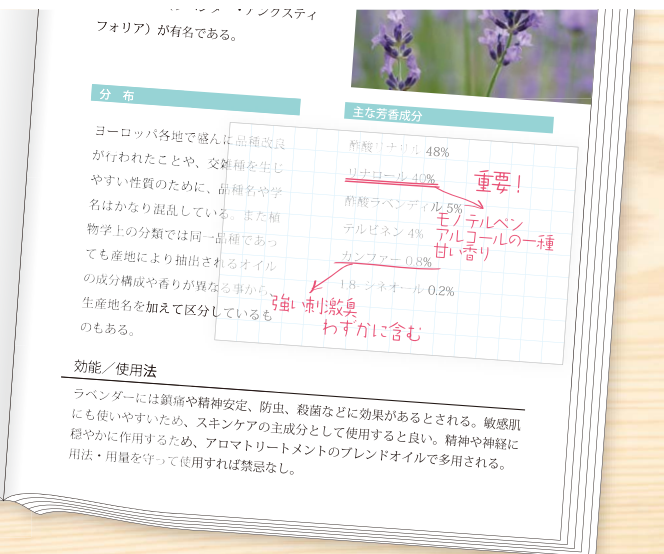 フォリア）が有名である。
分 布
ヨーロッパ各地で盛んに品種改良
が行われたことや、交雑種を生じ
やすい性質のために、品種名や学
名はかなり混乱している。また植
物学上の分類では同一品種であっ
ても産地により抽出されるオイル
の成分構成や香りが異なる事から、
生産地名を加えて区分しているも
のもある。
主な芳香成分
酢酸リナリル 48%
リナロール 40%
重要！
酢酸ラベンディル 5%
モノテルペン
アルコールの一種
甘い香り
テルピネン 4%
カンファー 0.8%
1.8-シネオール 0.2%
強い刺激臭
わずかに含む
効能／使用法
ラベンダーには鎮痛や精神安定、防虫、殺菌などに効果があるとされる。敏感肌
にも使いやすいため、スキンケアの主成分として使用すると良い。精神や神経に
穏やかに作用するため、アロマトリートメントのブレンドオイルで多用される。
用法・用量を守って使用すれば禁忌なし。